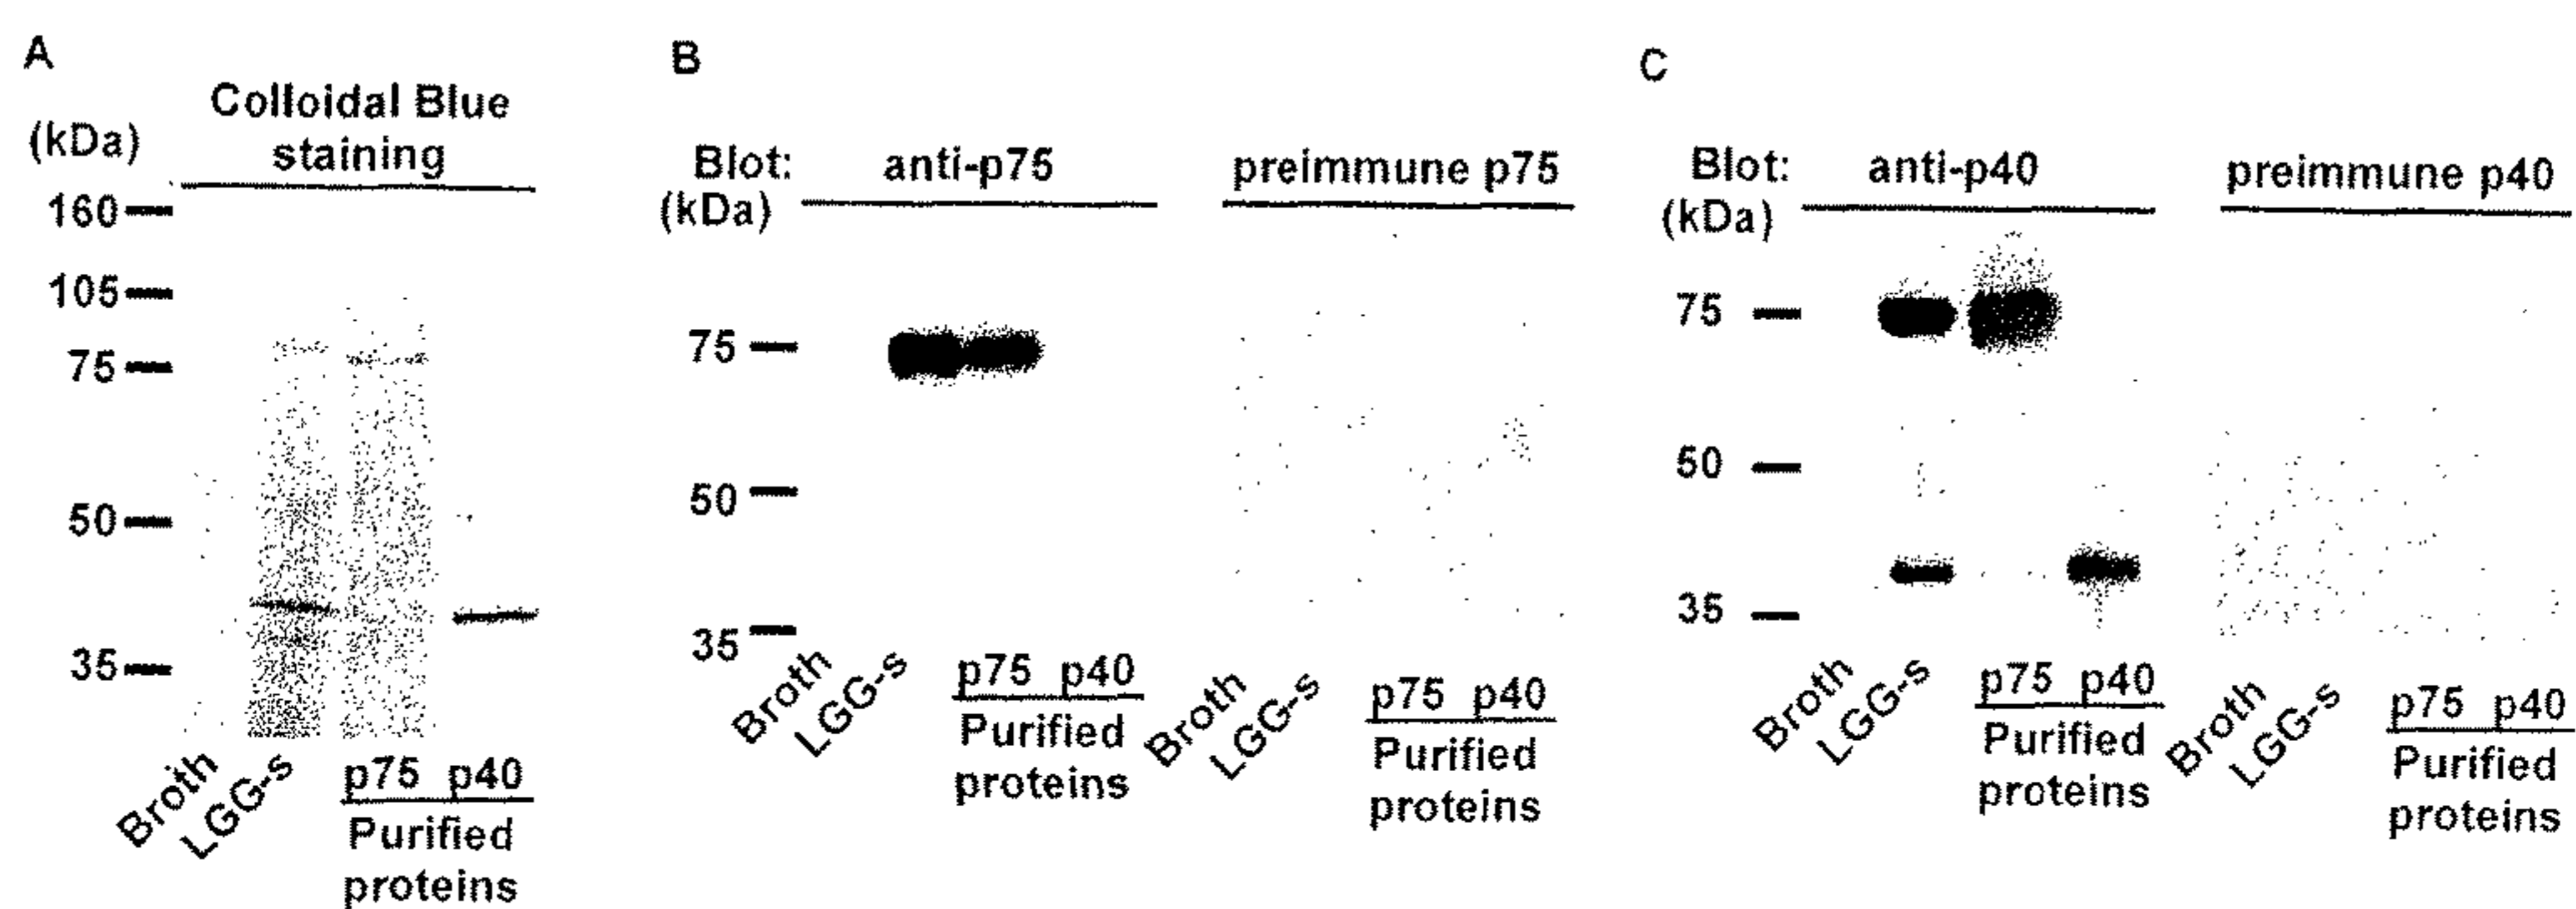 A
Colloidal Blue
staining
(kDa)
160
105
75
50
35
Broth
LGG-s
p75 p40
Purified
proteins
B
Blot: anti-p75 preimmune p75
(kDa)
75
50
35
Broth
LGG-s
p75 p40
Purified
proteins
Broth
LGG-s
p75 p40
Purified
proteins
C
Blot: anti-p40 preimmune p40
(kDa)
75
50
35
Broth
LGG-s
p75 p40
Purified
proteins
Broth
LGG-s
p75 p40
Purified
proteins